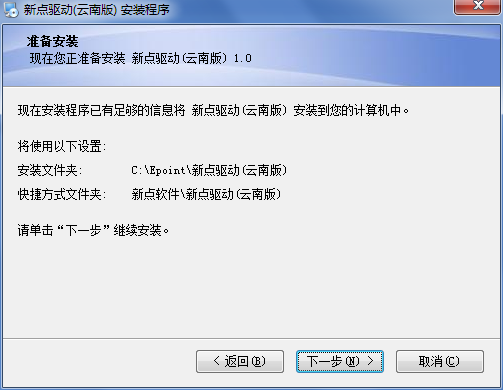 新点驱动(云南版) 安装程序
准备安装
现在您正准备安装 新点驱动(云南版) 1.0
现在安装程序已有足够的信息将 新点驱动(云南版) 安装到您的计算机中。
将使用以下设置:
安装文件夹: C:\Epoint\新点驱动(云南版)
快捷方式文件夹: 新点软件\新点驱动(云南版)
请单击“下一步”继续安装。
< 返回(B) 下一步(N) > 取消(C)